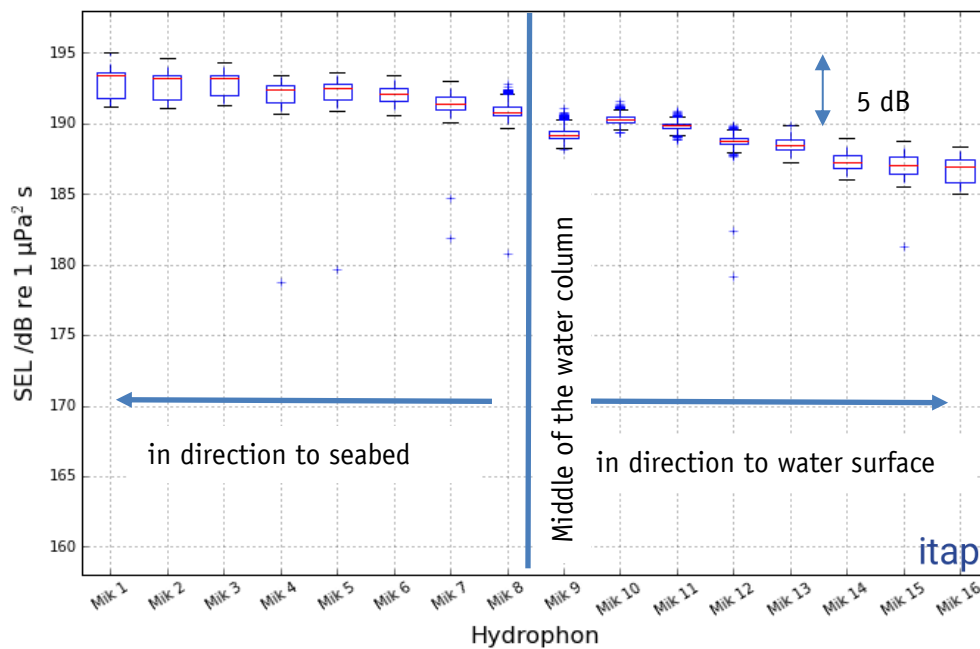 SEL /dB re 1 µPa² s
195
190
185
180
175
170
165
160
5 dB
Middle of the water column
in direction to seabed
in direction to water surface
itap
Mik 1
Mik 2
Mik 3
Mik 4
Mik 5
Mik 6
Mik 7
Mik 8
Mik 9
Mik 10
Mik 11
Mik 12
Mik 13
Mik 14
Mik 15
Mik 16
Hydrophon